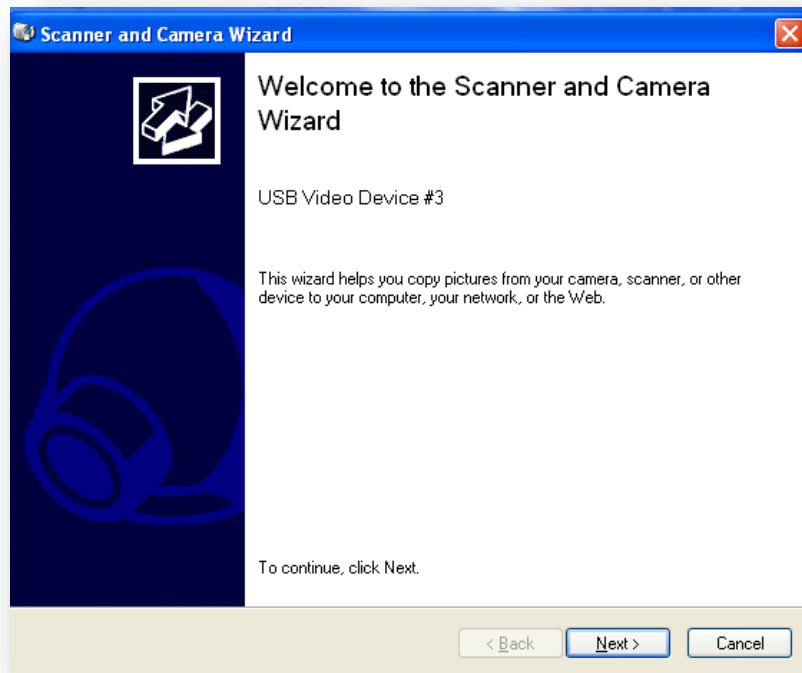 Scanner and Camera Wizard
Welcome to the Scanner and Camera
Wizard
USB Video Device #3
This wizard helps you copy pictures from your camera, scanner, or other
device to your computer, your network, or the Web.
To continue, click Next.
< Back Next > Cancel